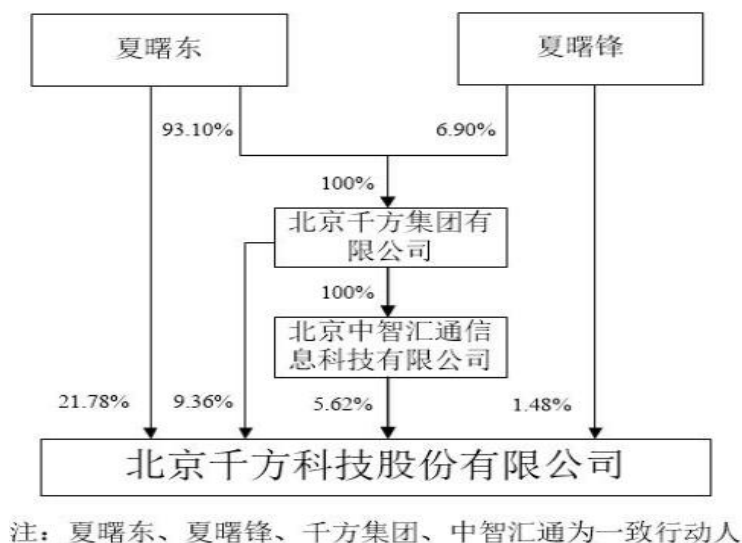 夏曙东
夏曙锋
93.10%
6.90%
100%
北京千方集团有
限公司
100%
北京中智汇通信
息科技有限公司
21.78%
9.36%
5.62%
1.48%
北京千方科技股份有限公司
注：夏曙东、夏曙锋、千方集团、中智汇通为一致行动人